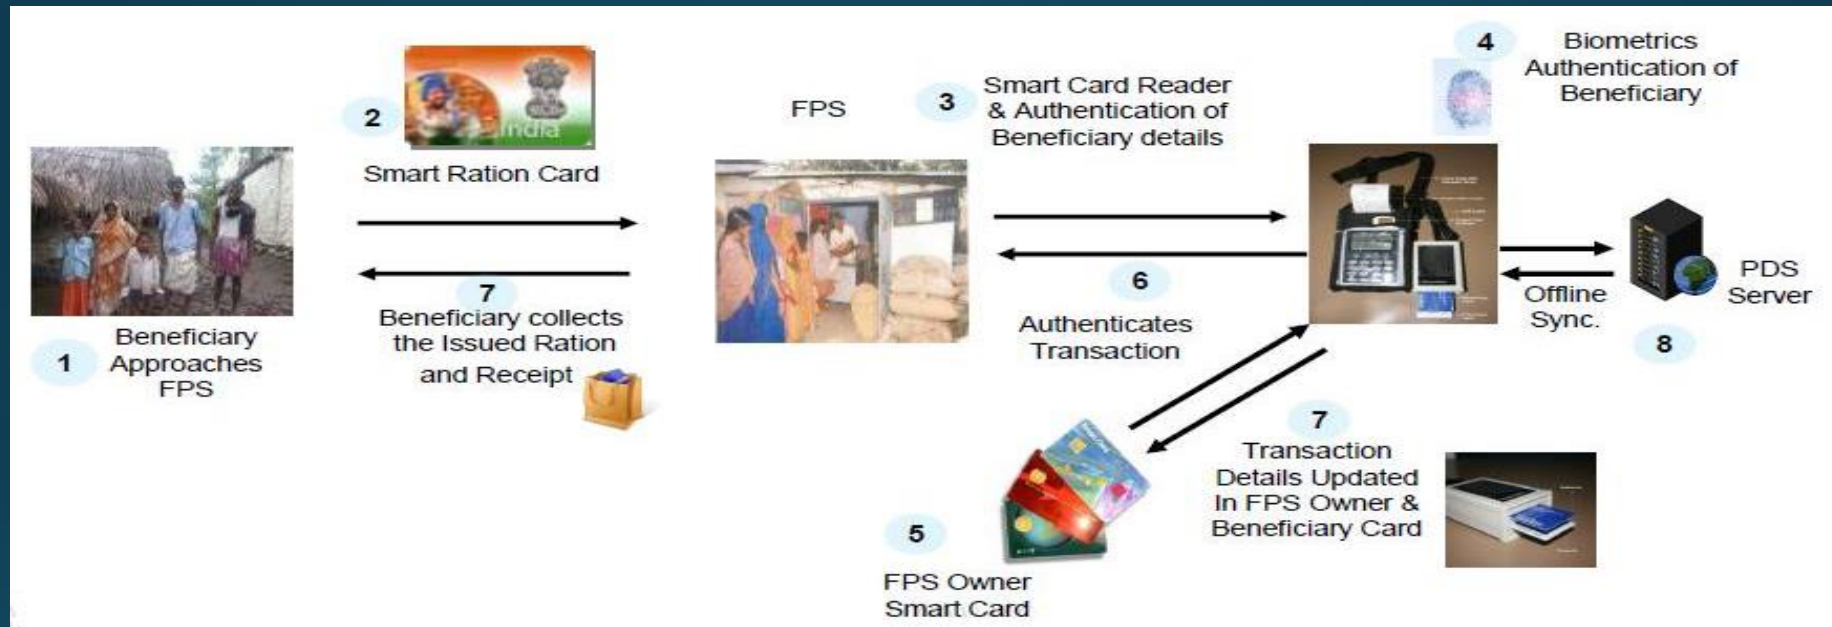 1
Beneficiary
Approaches
FPS
2
India
Smart Ration Card
7
Beneficiary collects
the Issued Ration
and Receipt
FPS
3
Smart Card Reader
& Authentication of
Beneficiary details
4
Biometrics
Authentication of
Beneficiary
6
Authenticates
Transaction
5
FPS Owner
Smart Card
7
Transaction
Details Updated
In FPS Owner &
Beneficiary Card
Offline
Sync.
8
PDS
Server